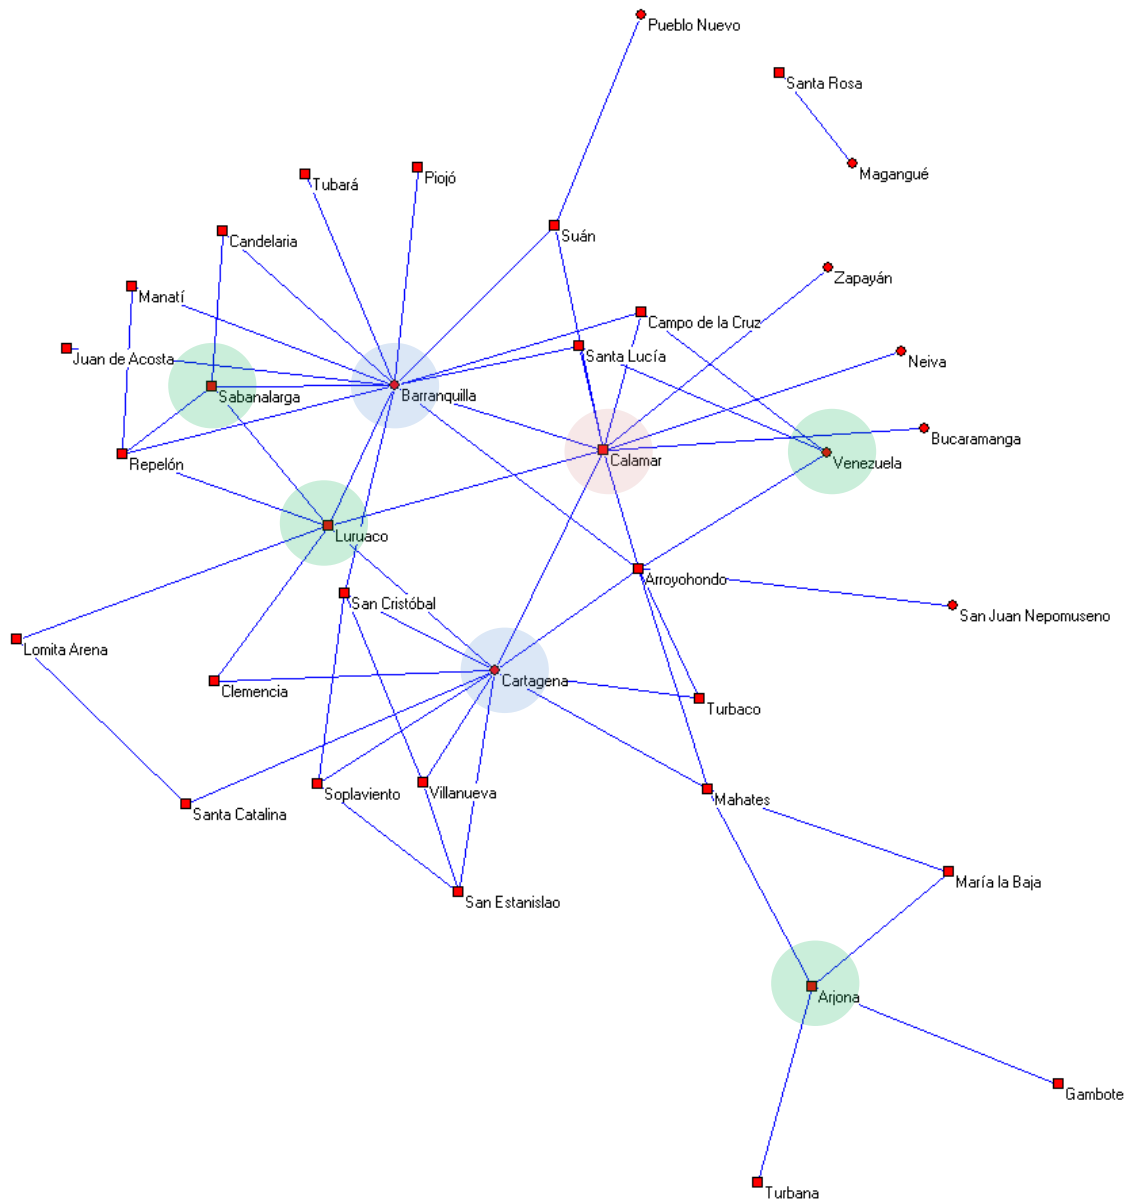 Pueblo Nuevo
Santa Rosa
Magangué
Piojó
Tubará
Candelaria
Suán
Zapayán
Manatí
Campo de la Cruz
Juan de Acosta
Santa Lucía
Neiva
Sabanalarga
Barranquilla
Bucaramanga
Repelón
Calamar
Venezuela
Luruaco
Arroyohondo
San Cristóbal
San Juan Nepomuseno
Lomita Arena
Cartagena
Clemencia
Turbaco
Soplaviento
Villanueva
Mahates
Santa Catalina
María la Baja
San Estanislao
Arjona
Gambote
Turbana